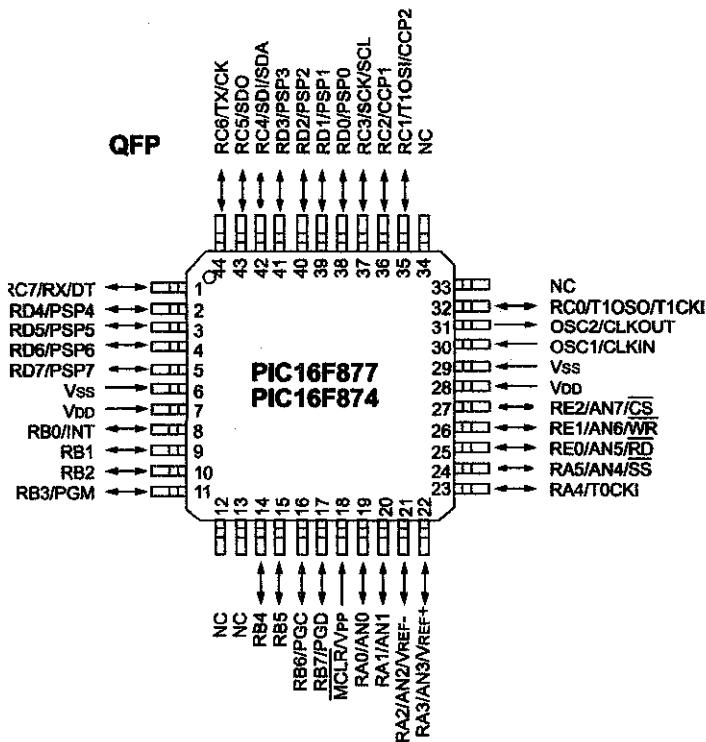 QFP
RC6/TX/CK
RC5/SDO
RC4/SDI/SDA
RD3/PSP3
RD2/PSP2
RD1/PSP1
RD0/PSP0
RC3/SCK/SCL
RC2/CCP1
RC1/T1OSI/CCP2
NC
44
43
42
41
40
39
38
37
36
35
34
RC7/RX/DT
RD4/PSP4
RD5/PSP5
RD6/PSP6
RD7/PSP7
VSS
VDD
RB0/INT
RB1
RB2
RB3/PGM
1
2
3
4
5
6
7
8
9
10
11
PIC16F877
PIC16F874
33
32
31
30
29
28
27
26
25
24
23
NC
RC0/T1OSO/T1CKI
OSC2/CLKOUT
OSC1/CLKIN
VSS
VDD
RE2/AN7/CS
RE1/AN6/WR
RE0/AN5/RD
RA5/AN4/SS
RA4/T0CKI
12
13
14
15
16
17
18
19
20
21
22
NC
NC
RB4
RB5
RB6/PGC
RB7/PGD
MCLR/VPP
RA0/AN0
RA1/AN1
RA2/AN2/VREF-
RA3/AN3/VREF+